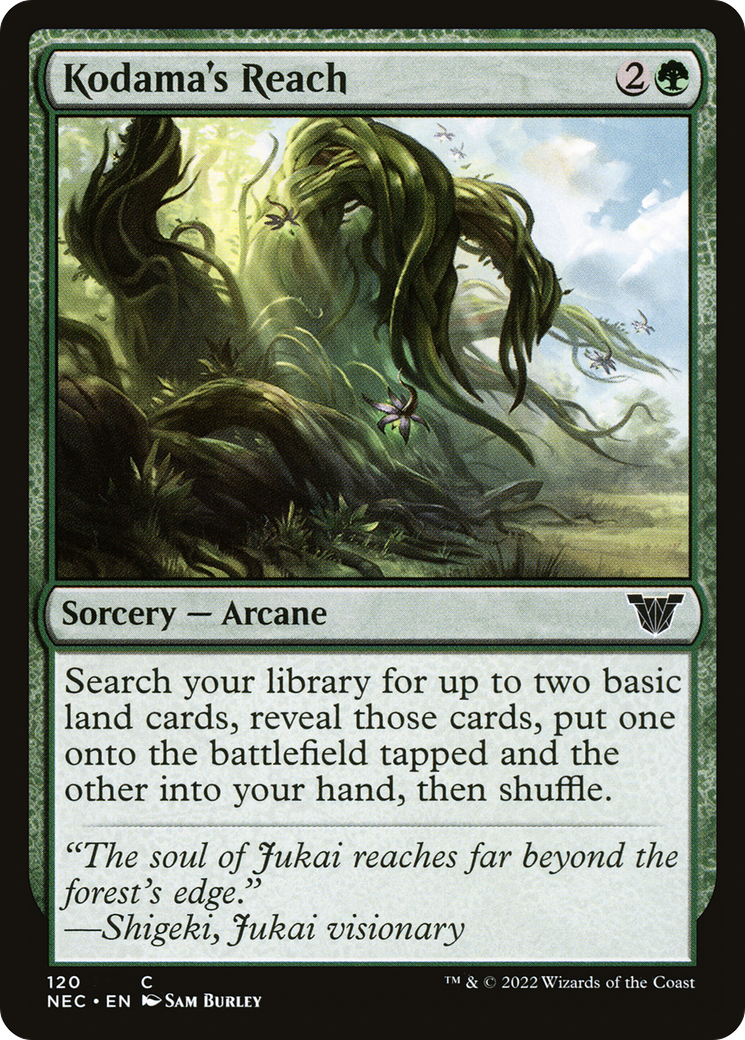 Kodama's Reach 2
Sorcery — Arcane
Search your library for up to two basic
land cards, reveal those cards, put one
onto the battlefield tapped and the
other into your hand, then shuffle.
“The soul of Jukai reaches far beyond the
forest's edge.”
—Shigeki, Jukai visionary
120 C
NEC • EN Sam Burley
™ & © 2022 Wizards of the Coast